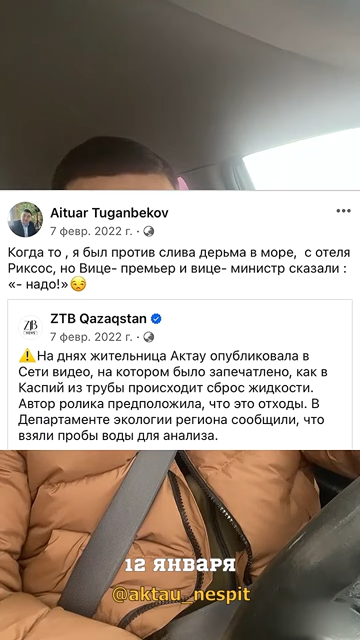 Aituar Tuganbekov
7 февр. 2022 г. ·
Когда то , я был против слива дерьма в море, с отеля
Риксос, но Вице- премьер и вице- министр сказали :
«- надо!»😒
ZTB
NEWS
ZTB Qazaqstan
7 февр. 2022 г. ·
⚠️На днях жительница Актау опубликовала в
Сети видео, на котором было запечатлено, как в
Каспий из трубы происходит сброс жидкости.
Автор ролика предположила, что это отходы. В
Департаменте экологии региона сообщили, что
взяли пробы воды для анализа.
12 ЯНВАРЯ
@aktau_nespit